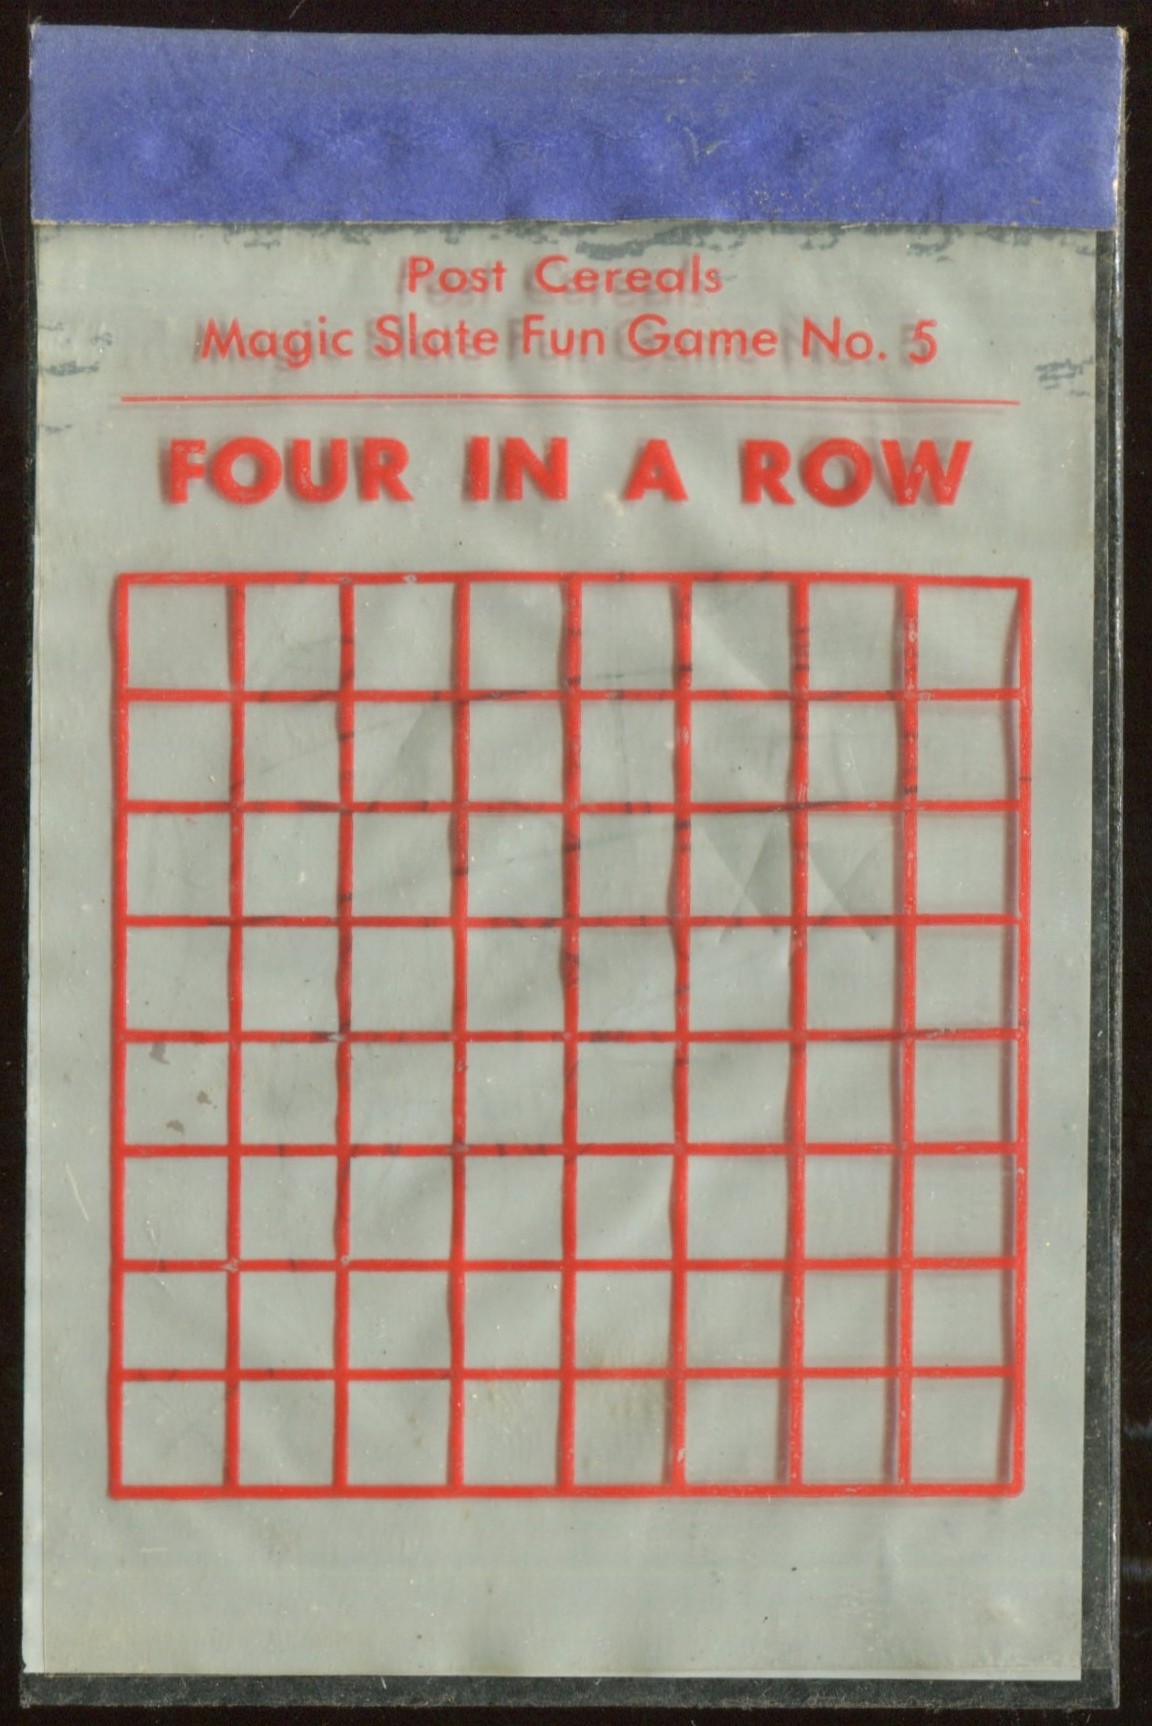 Post Cereals
Magic Slate Fun Game No. 5
FOUR IN A ROW